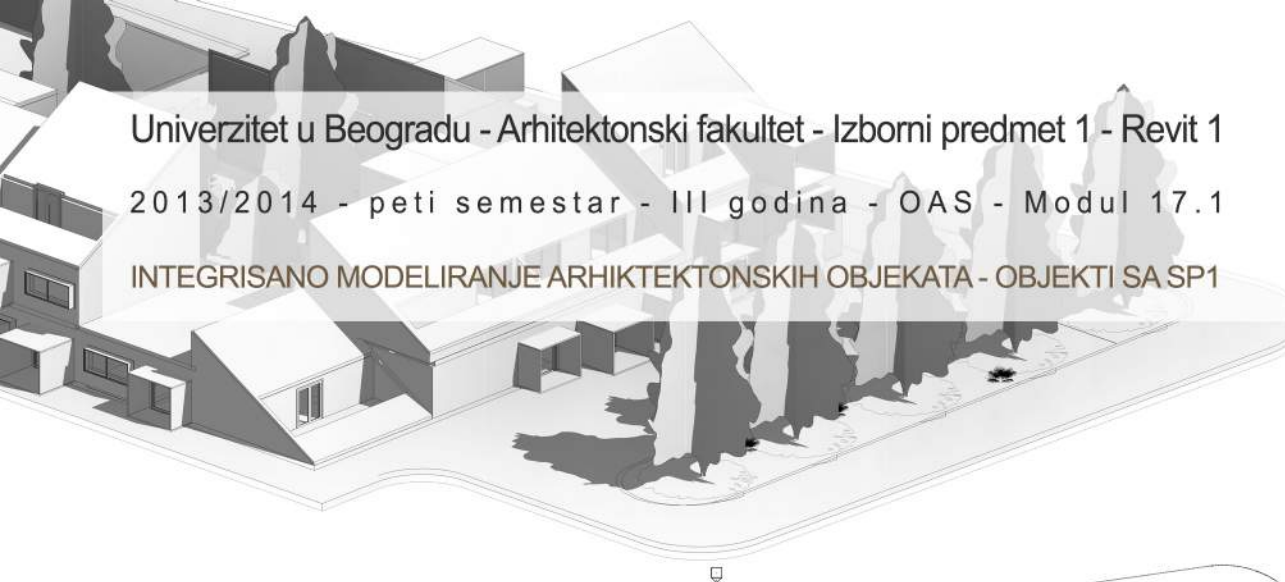 Univerzitet u Beogradu - Arhitektonski fakultet - Izborni predmet 1 - Revit 1
2013/2014 - peti semestar - III godina - OAS - Modul 17.1
INTEGRISANO MODELIRANJE ARHIKTEKTONSKIH OBJEKATA - OBJEKTI SA SP1